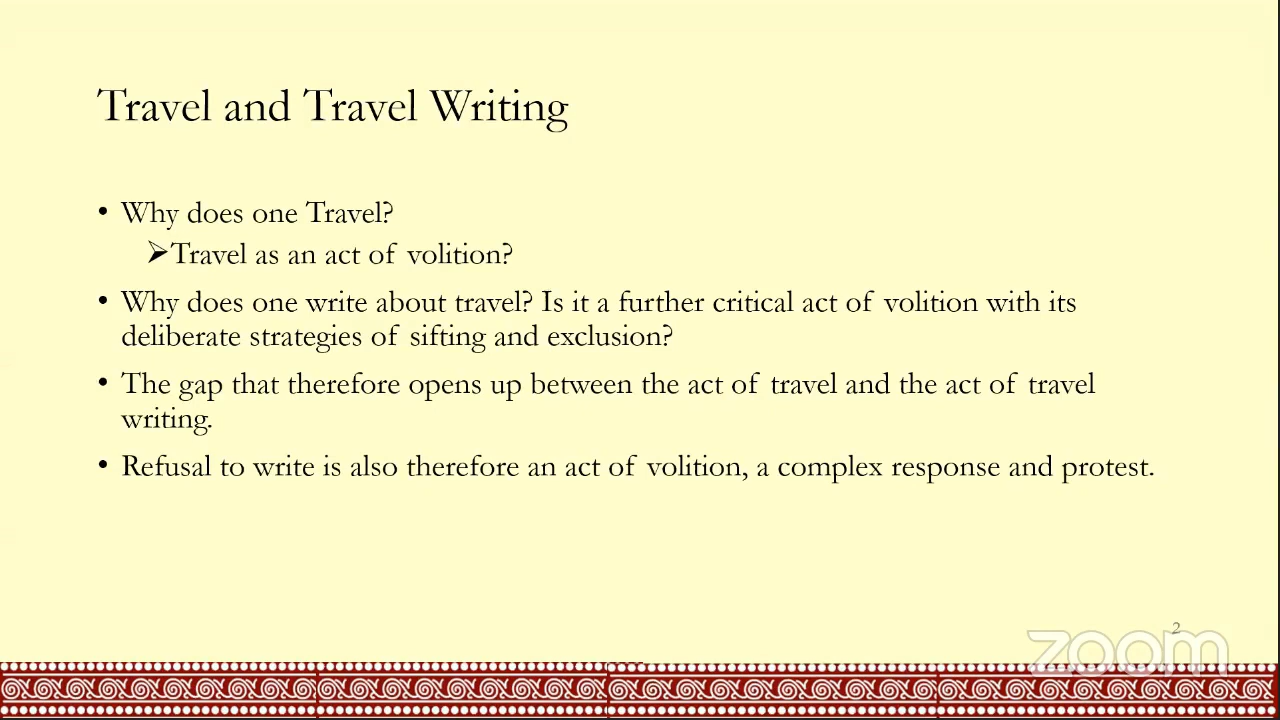 Travel and Travel Writing
• Why does one Travel?
➢Travel as an act of volition?
• Why does one write about travel? Is it a further critical act of volition with its
deliberate strategies of sifting and exclusion?
• The gap that therefore opens up between the act of travel and the act of travel
writing.
• Refusal to write is also therefore an act of volition, a complex response and protest.
2
zoom